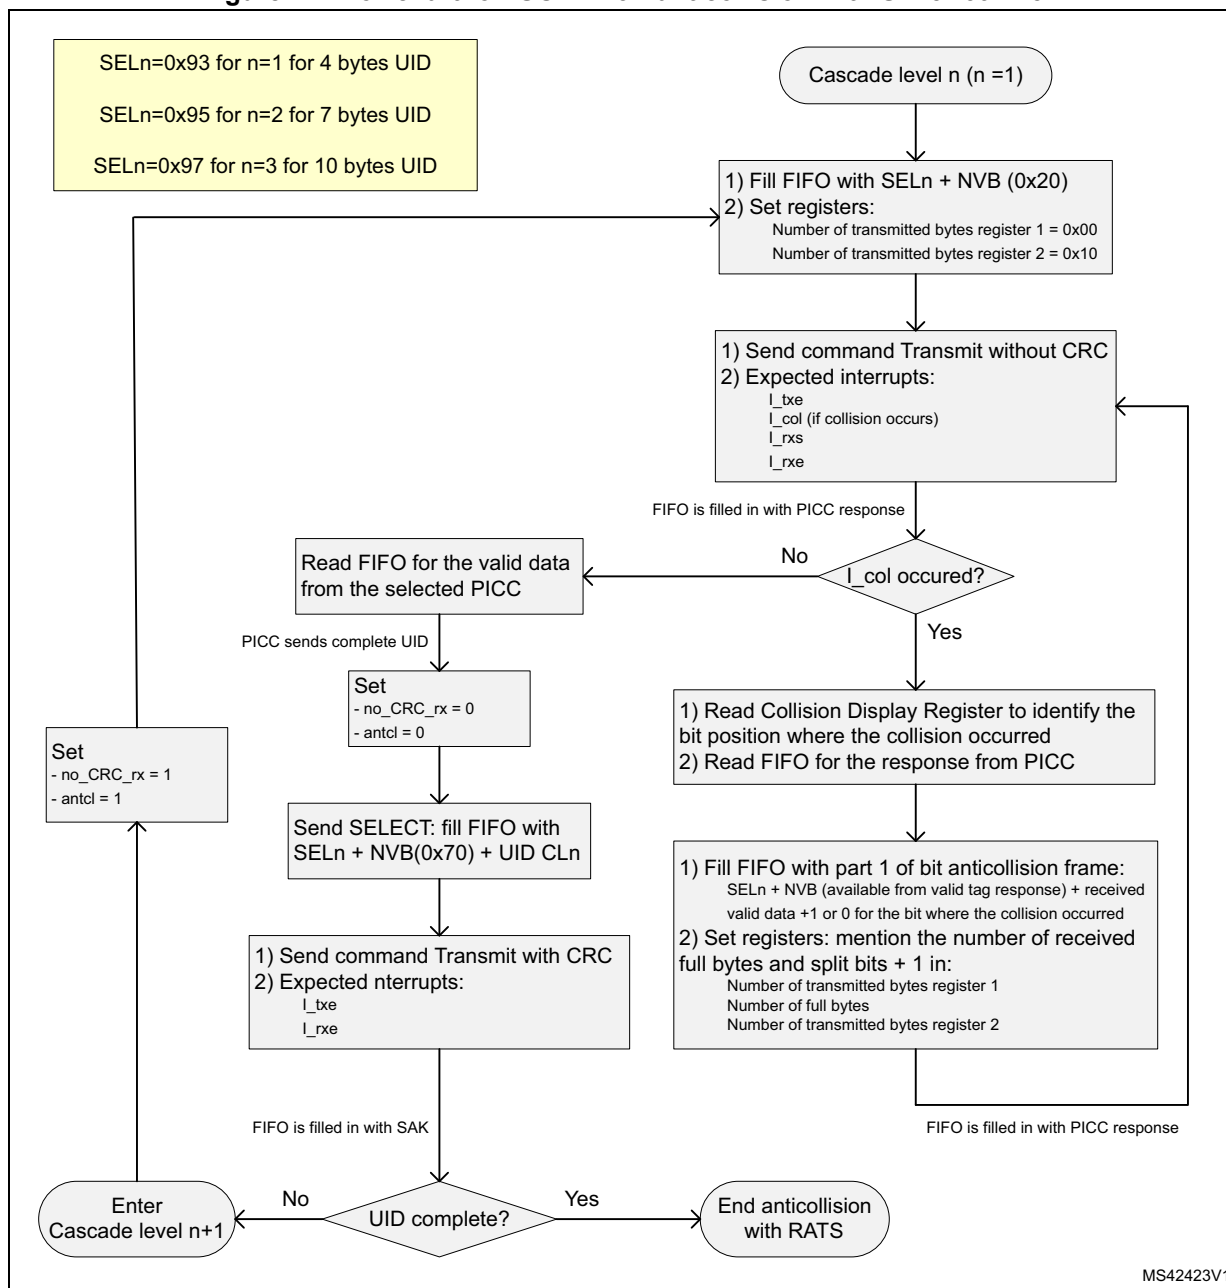 SELn=0x93 for n=1 for 4 bytes UID
SELn=0x95 for n=2 for 7 bytes UID
SELn=0x97 for n=3 for 10 bytes UID
Cascade level n (n =1)
1) Fill FIFO with SELn + NVB (0x20)
2) Set registers:
Number of transmitted bytes register 1 = 0x00
Number of transmitted bytes register 2 = 0x10
1) Send command Transmit without CRC
2) Expected interrupts:
I_txe
I_col (if collision occurs)
I_rxs
I_rxe
FIFO is filled in with PICC response
I_col occured?
No
Yes
Read FIFO for the valid data
from the selected PICC
PICC sends complete UID
Set
- no_CRC_rx = 0
- antcl = 0
Send SELECT: fill FIFO with
SELn + NVB(0x70) + UID CLn
1) Send command Transmit with CRC
2) Expected nterrupts:
I_txe
I_rxe
FIFO is filled in with SAK
1) Read Collision Display Register to identify the
bit position where the collision occurred
2) Read FIFO for the response from PICC
1) Fill FIFO with part 1 of bit anticollision frame:
SELn + NVB (available from valid tag response) + received
valid data +1 or 0 for the bit where the collision occurred
2) Set registers: mention the number of received
full bytes and split bits + 1 in:
Number of transmitted bytes register 1
Number of full bytes
Number of transmitted bytes register 2
FIFO is filled in with PICC response
UID complete?
No
Yes
End anticollision
with RATS
Enter
Cascade level n+1
Set
- no_CRC_rx = 1
- antcl = 1
MS42423V1